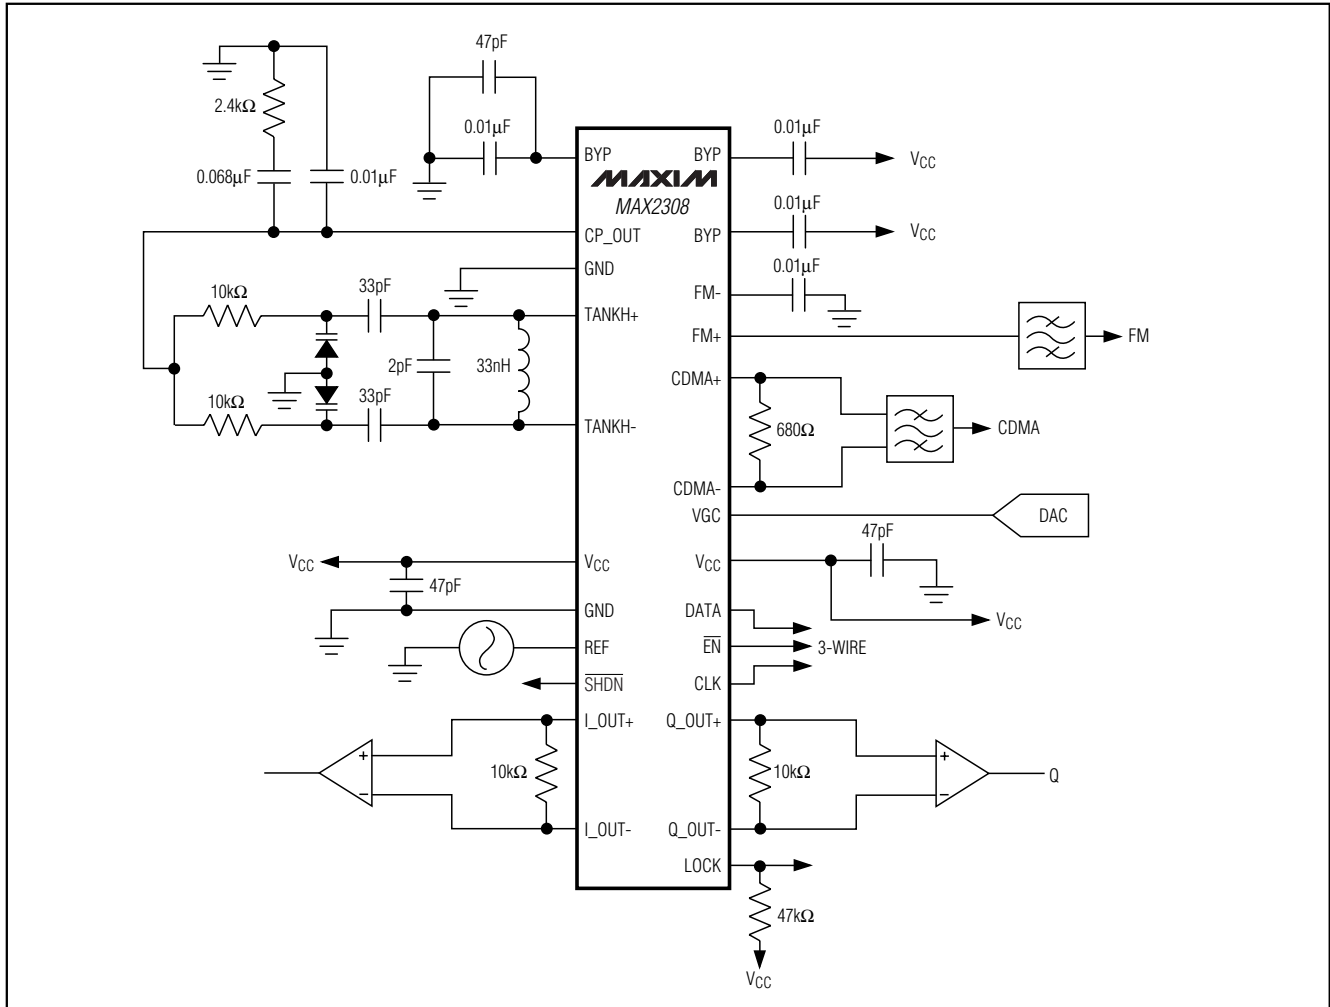 47pF
2.4kΩ
0.01µF
0.01µF
0.068µF
0.01µF
BYP
BYP
VCC
MAXIM
MAX2308
0.01µF
CP_OUT
BYP
VCC
GND
0.01µF
10kΩ
33pF
FM-
TANKH+
FM+
FM
2pF
33nH
CDMA+
10kΩ
33pF
680Ω
CDMA
TANKH-
CDMA-
VGC
DAC
47pF
VCC
VCC
VCC
47pF
GND
DATA
VCC
REF
EN
3-WIRE
SHDN
CLK
I_OUT+
Q_OUT+
+
+
10kΩ
10kΩ
Q
–
–
I_OUT-
Q_OUT-
LOCK
47kΩ
VCC